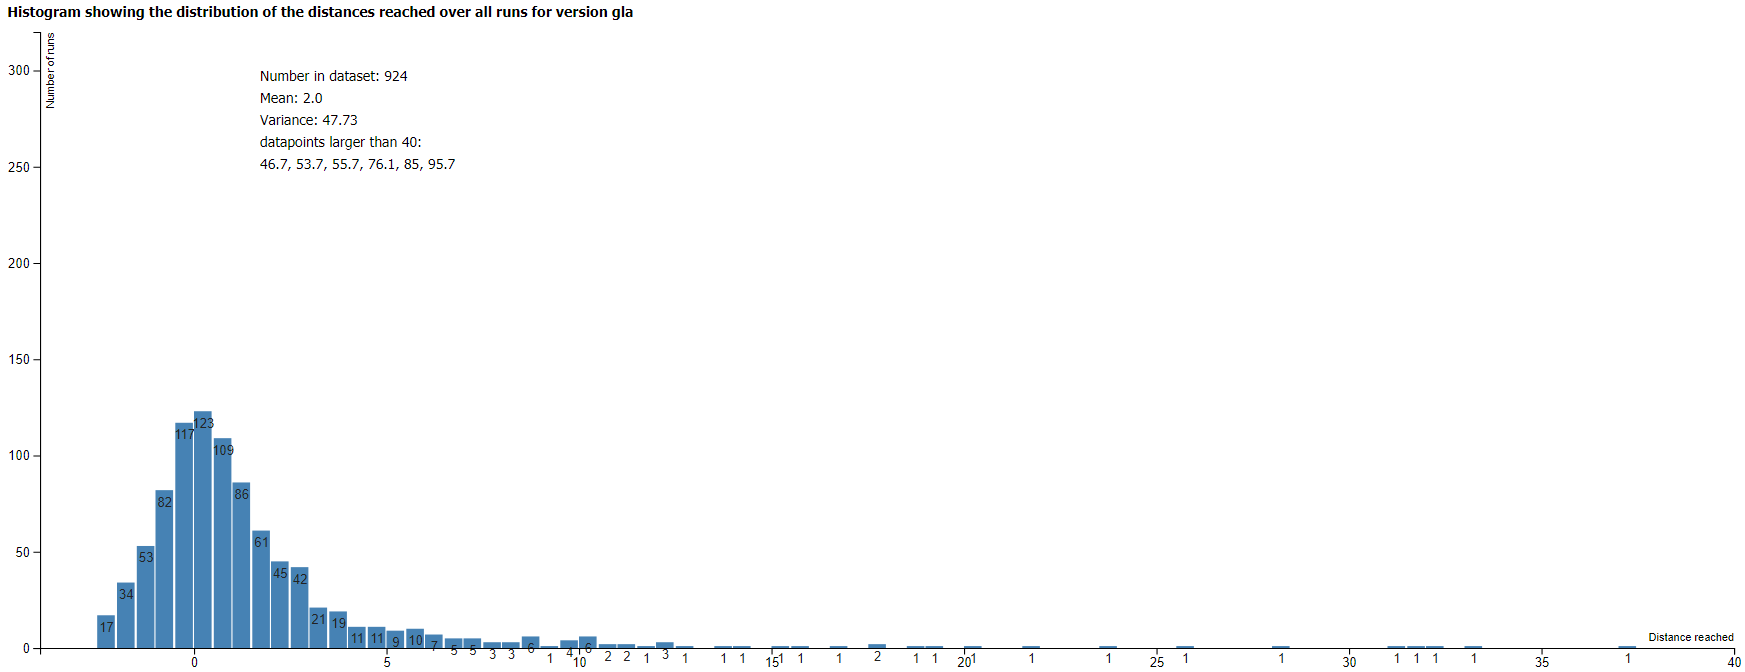 Histogram showing the distribution of the distances reached over all runs for version gla
Number of runs
300
250
200
150
100
50
0
Number in dataset: 924
Mean: 2.0
Variance: 47.73
datapoints larger than 40:
46.7, 53.7, 55.7, 76.1, 85, 95.7
17 34 53 82 117 123 109 86 61 45 42 21 19 11 11 9 10 7 5 5 3 3 6 1 4 6 2 2 1 3 1 1 1 1 1 1 2 1 1 1 1 1 1 1 1 1 1 1 1
Distance reached
0 5 10 15 20 25 30 35 40